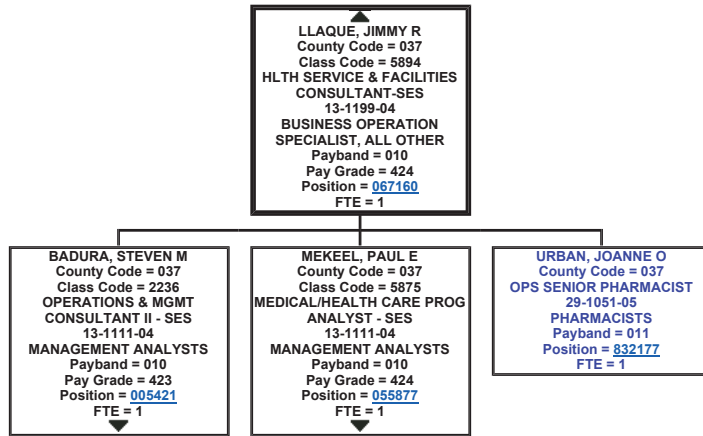 LLAQUE, JIMMY R
County Code = 037
Class Code = 5894
HLTH SERVICE & FACILITIES
CONSULTANT-SES
13-1199-04
BUSINESS OPERATION
SPECIALIST, ALL OTHER
Payband = 010
Pay Grade = 424
Position = 067160
FTE = 1
BADURA, STEVEN M
County Code = 037
Class Code = 2236
OPERATIONS & MGMT
CONSULTANT II - SES
13-1111-04
MANAGEMENT ANALYSTS
Payband = 010
Pay Grade = 423
Position = 005421
FTE = 1
MEKEEL, PAUL E
County Code = 037
Class Code = 5875
MEDICAL/HEALTH CARE PROG
ANALYST - SES
13-1111-04
MANAGEMENT ANALYSTS
Payband = 010
Pay Grade = 424
Position = 055877
FTE = 1
URBAN, JOANNE O
County Code = 037
OPS SENIOR PHARMACIST
29-1051-05
PHARMACISTS
Payband = 011
Position = 832177
FTE = 1